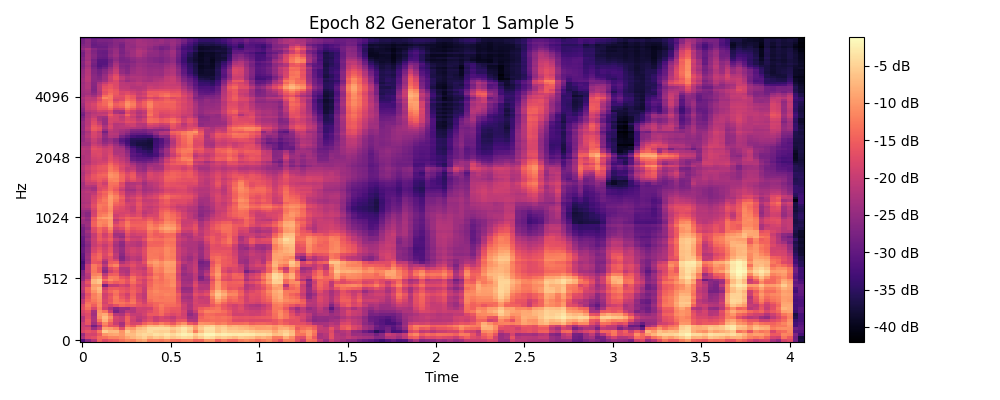 Epoch 82 Generator 1 Sample 5
Hz
4096
2048
1024
512
0
0 0.5 1 1.5 2 2.5 3 3.5 4
Time
-5 dB
-10 dB
-15 dB
-20 dB
-25 dB
-30 dB
-35 dB
-40 dB